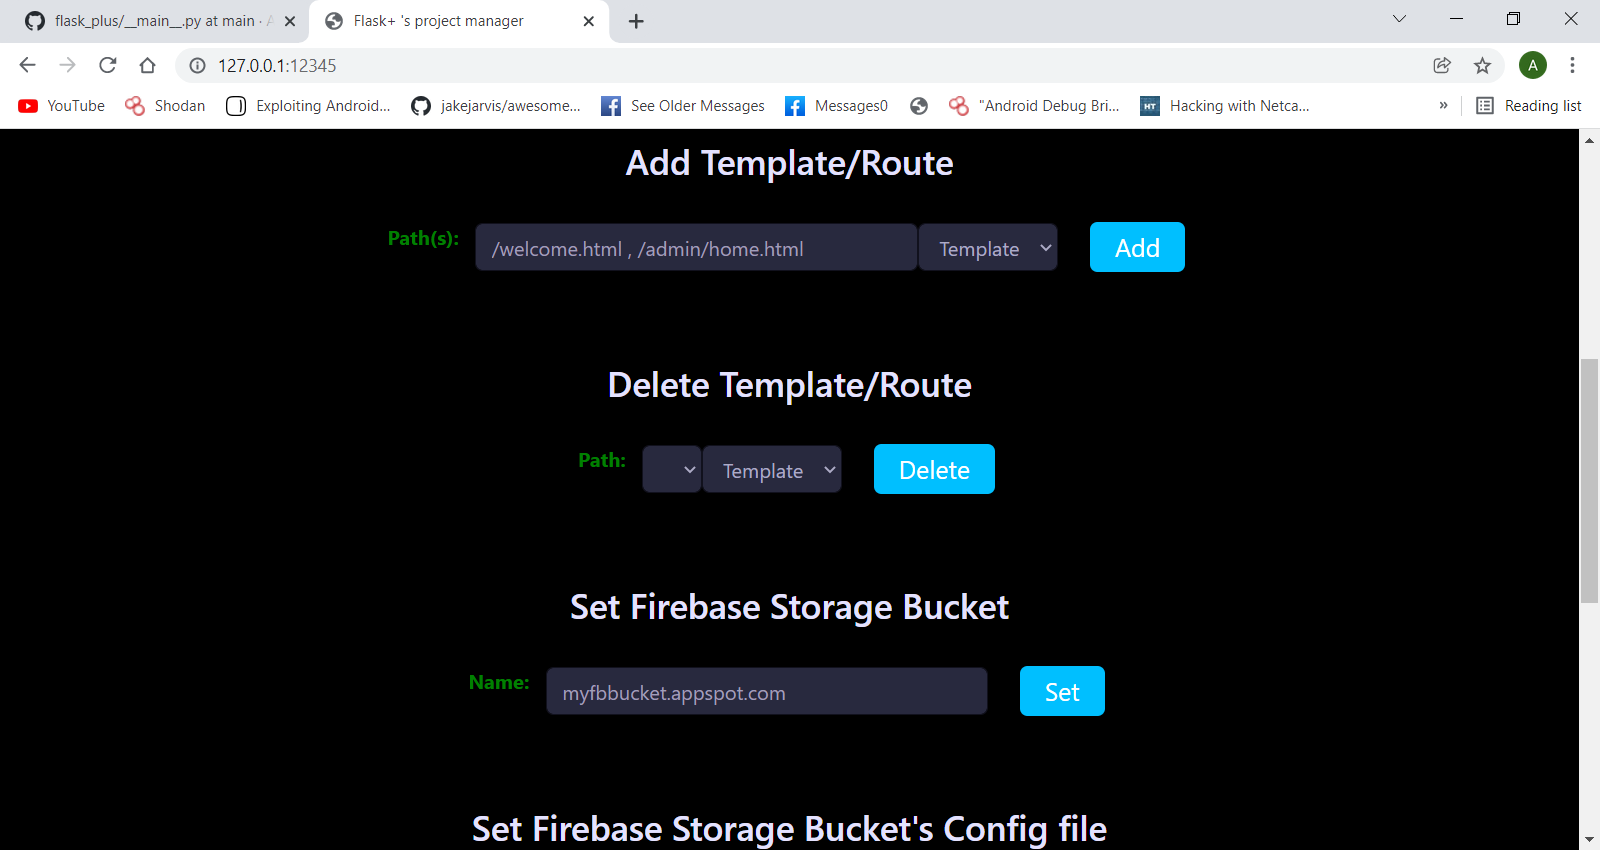 flask_plus/__main__.py at main · A
Flask+ 's project manager
127.0.0.1:12345
A
YouTube
Shodan
Exploiting Android...
jakejarvis/awesome...
See Older Messages
Messages0
"Android Debug Bri...
HT
Hacking with Netca...
»
Reading list
Add Template/Route
Path(s):
/welcome.html , /admin/home.html
Template
Add
Delete Template/Route
Path:
Template
Delete
Set Firebase Storage Bucket
Name:
myfbbucket.appspot.com
Set
Set Firebase Storage Bucket's Config file